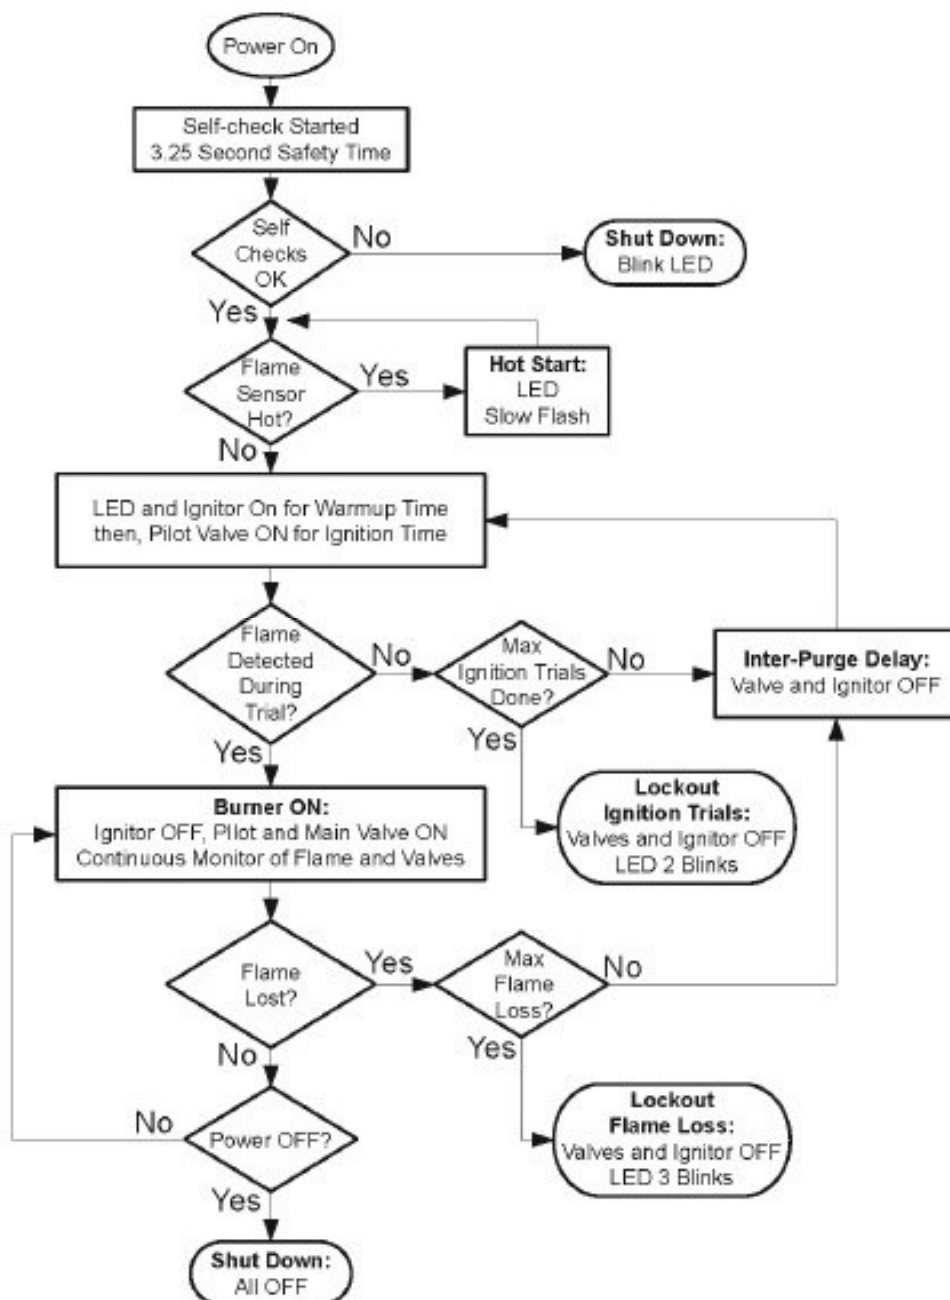 Power On
Self-check Started
3.25 Second Safety Time
Self
Checks
OK
No
Shut Down:
Blink LED
Yes
Flame
Sensor
Hot?
Yes
Hot Start:
LED
Slow Flash
No
LED and Ignitor On for Warmup Time
then, Pilot Valve ON for Ignition Time
Flame
Detected
During
Trial?
No
Max
Ignition Trials
Done?
No
Inter-Purge Delay:
Valve and Ignitor OFF
Yes
Yes
Lockout
Ignition Trials:
Valves and Ignitor OFF
LED 2 Blinks
Burner ON:
Ignitor OFF, Pilot and Main Valve ON
Continuous Monitor of Flame and Valves
Flame
Lost?
Yes
Max
Flame
Loss?
No
No
Yes
Lockout
Flame Loss:
Valves and Ignitor OFF
LED 3 Blinks
Power OFF?
No
Yes
Shut Down:
All OFF